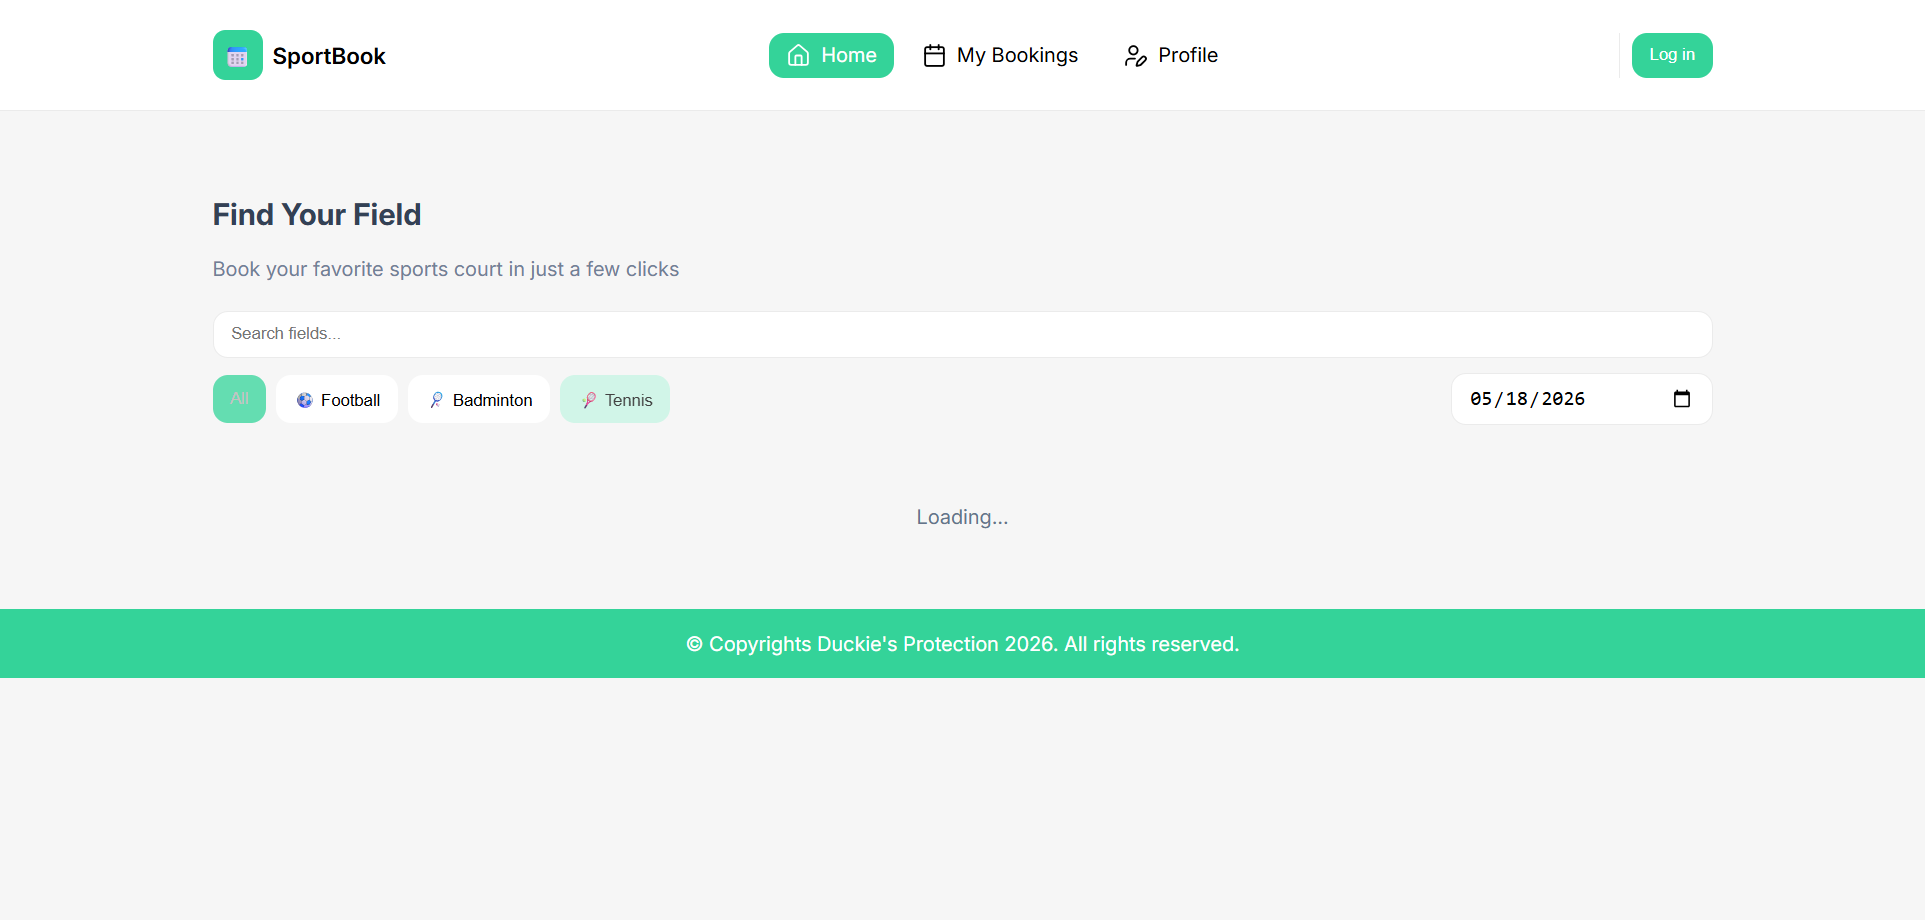 SportBook
Home
My Bookings
Profile
Log in
Find Your Field
Book your favorite sports court in just a few clicks
Search fields...
All
Football
Badminton
Tennis
05/18/2026
Loading...
© Copyrights Duckie's Protection 2026. All rights reserved.